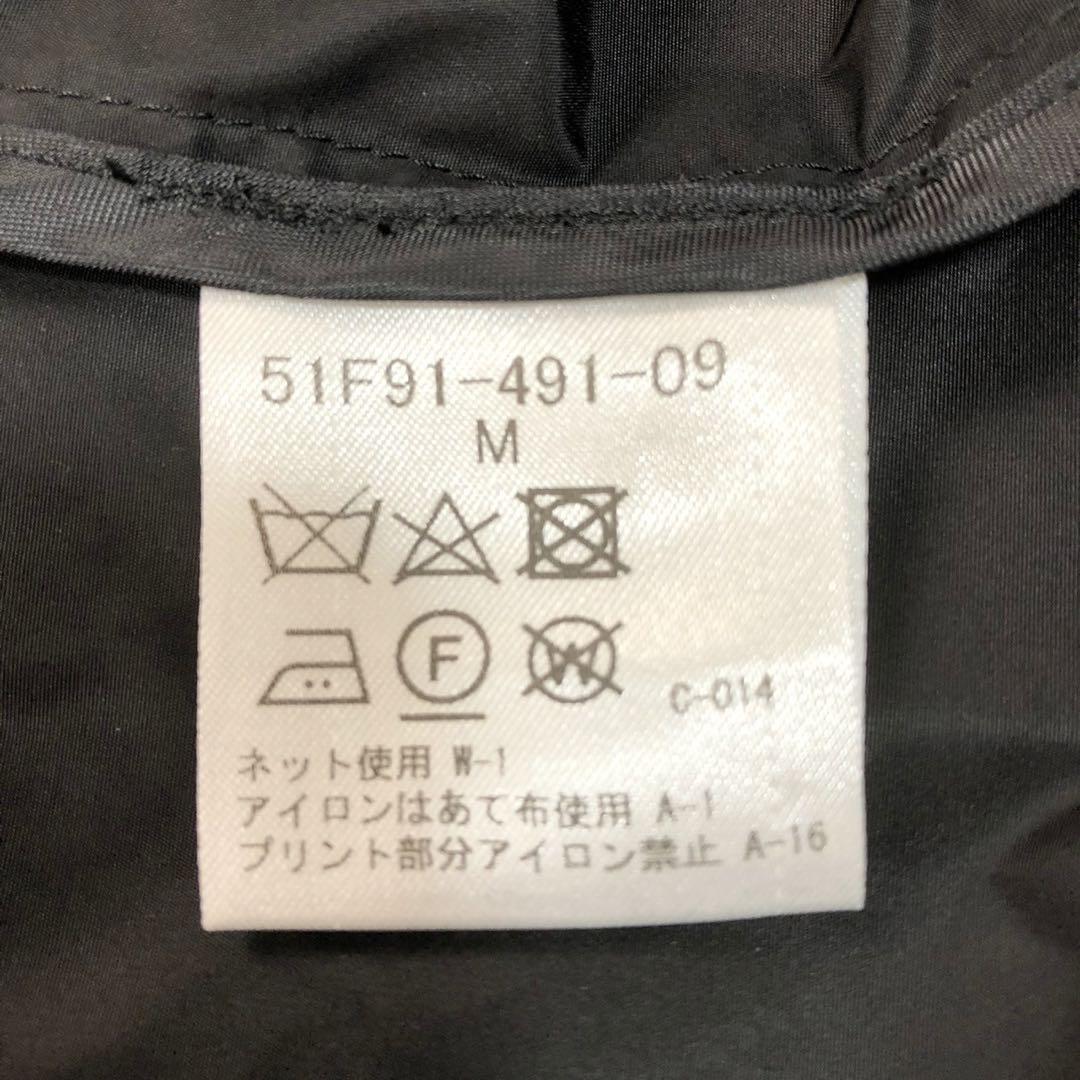 51F91-491-09
M
F W C-014
ネット使用 W-1
アイロンはあて布使用 A-1
プリント部分アイロン禁止 A-16